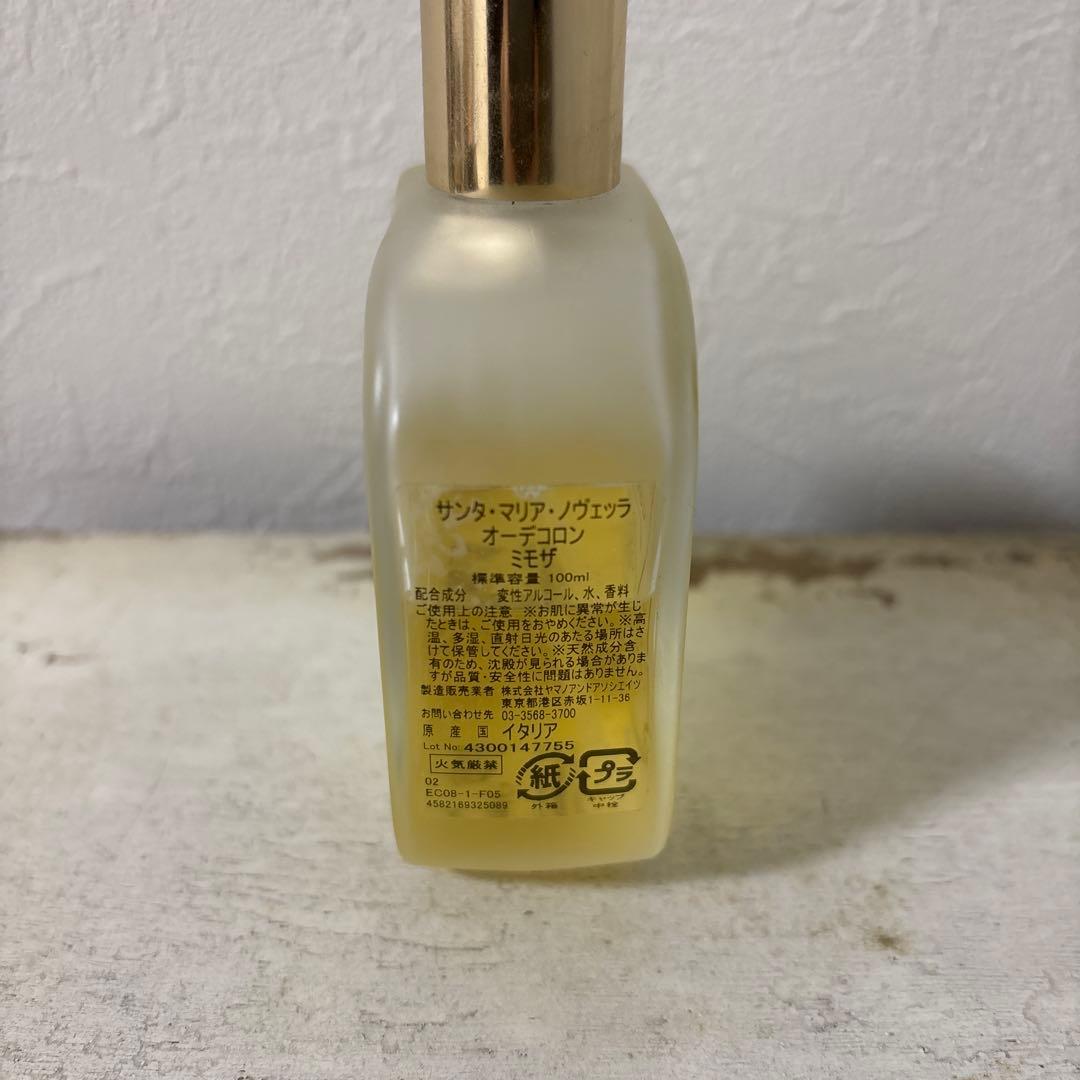 サンタ・マリア・ノヴェッラ
オーデコロン
ミモザ
標準容量 100ml
配合成分 変性アルコール、水、香料
ご使用上の注意 ※お肌に異常が生じ
たときは、ご使用をおやめください。※高
温、多湿、直射日光のあたる場所はさ
けて保管してください。※天然成分含
有のため、沈殿が見られる場合がありま
すが品質・安全性に問題はありません。
製造販売業者 株式会社ヤマノアンドアソシエイツ
東京都港区赤坂1-11-36
お問い合わせ先 03-3568-3700
原産国 イタリア
Lot No: 4300147755
火気厳禁
紙
プラ
02
EC08-1-F05
外箱
キャップ
4582169325089
中栓